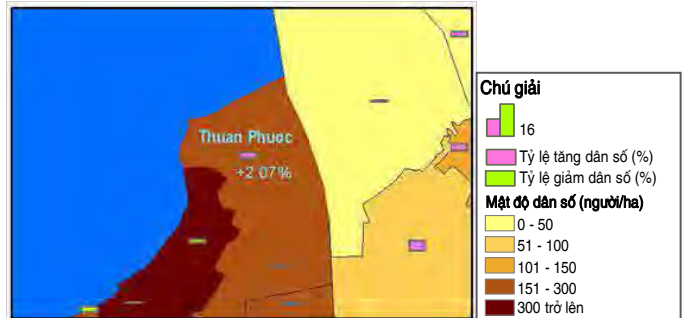 Thuan Phuoc
+2.07%
Chú giải
16
Tỷ lệ tăng dân số (%)
Tỷ lệ giảm dân số (%)
Mật độ dân số (người/ha)
0 - 50
51 - 100
101 - 150
151 - 300
300 trở lên